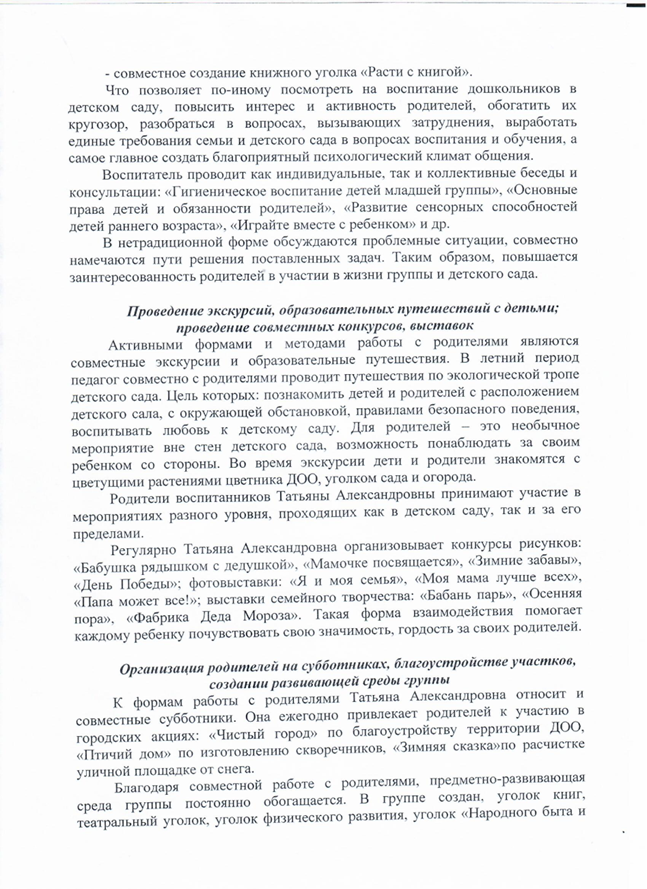 - совместное создание книжного уголка «Расти с книгой».
Что позволяет по-иному посмотреть на воспитание дошкольников в
детском саду, повысить интерес и активность родителей, обогатить их
кругозор, разобраться в вопросах, вызывающих затруднения, выработать
единые требования семьи и детского сада в вопросах воспитания и обучения, а
самое главное создать благоприятный психологический климат общения.
Воспитатель проводит как индивидуальные, так и коллективные беседы и
консультации: «Гигиеническое воспитание детей младшей группы», «Основные
права детей и обязанности родителей», «Развитие сенсорных способностей
детей раннего возраста», «Играйте вместе с ребенком» и др.
В нетрадиционной форме обсуждаются проблемные ситуации, совместно
намечаются пути решения поставленных задач. Таким образом, повышается
заинтересованность родителей в участии в жизни группы и детского сада.
Проведение экскурсий, образовательных путешествий с детьми;
проведение совместных конкурсов, выставок
Активными формами и методами работы с родителями являются
совместные экскурсии и образовательные путешествия. В летний период
педагог совместно с родителями проводит путешествия по экологической тропе
детского сада. Цель которых: познакомить детей и родителей с расположением
детского сала, с окружающей обстановкой, правилами безопасного поведения,
воспитывать любовь к детскому саду. Для родителей – это необычное
мероприятие вне стен детского сада, возможность понаблюдать за своим
ребенком со стороны. Во время экскурсии дети и родители знакомятся с
цветущими растениями цветника ДОО, уголком сада и огорода.
Родители воспитанников Татьяны Александровны принимают участие в
мероприятиях разного уровня, проходящих как в детском саду, так и за его
пределами.
Регулярно Татьяна Александровна организовывает конкурсы рисунков:
«Бабушка рядышком с дедушкой», «Мамочке посвящается», «Зимние забавы»,
«День Победы»; фотовыставки: «Я и моя семья», «Моя мама лучше всех»,
«Папа может все!»; выставки семейного творчества: «Бабань парь», «Осенняя
пора», «Фабрика Деда Мороза». Такая форма взаимодействия помогает
каждому ребенку почувствовать свою значимость, гордость за своих родителей.
Организация родителей на субботниках, благоустройстве участков,
создании развивающей среды группы
К формам работы с родителями Татьяна Александровна относит и
совместные субботники. Она ежегодно привлекает родителей к участию в
городских акциях: «Чистый город» по благоустройству территории ДОО,
«Птичий дом» по изготовлению скворечников, «Зимняя сказка»по расчистке
уличной площадке от снега.
Благодаря совместной работе с родителями, предметно-развивающая
среда группы постоянно обогащается. В группе создан, уголок книг,
театральный уголок, уголок физического развития, уголок «Народного быта и